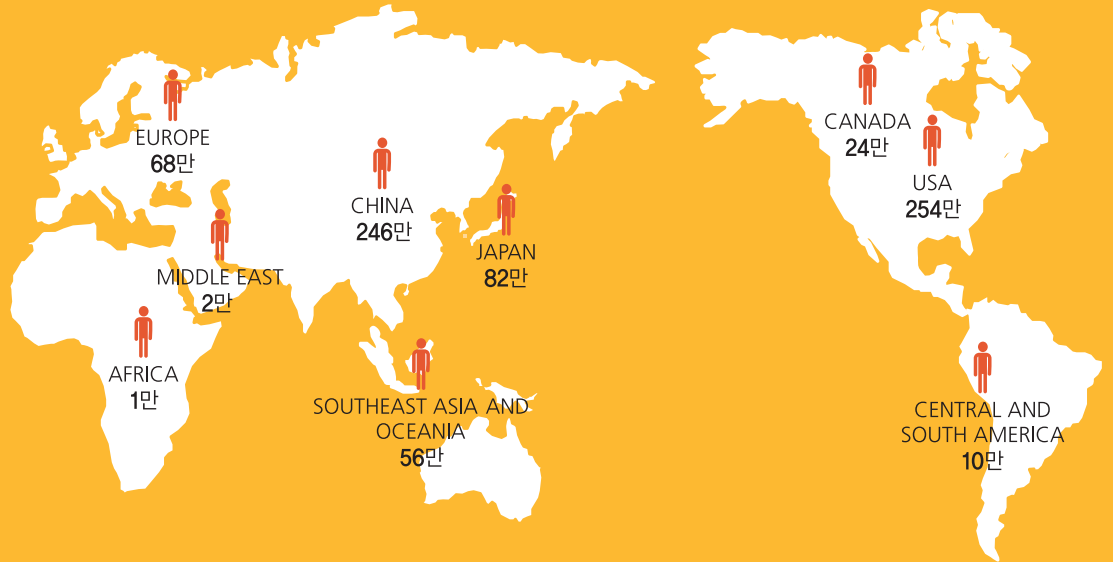 EUROPE
68만
CHINA
246만
JAPAN
82만
MIDDLE EAST
2만
AFRICA
1만
SOUTHEAST ASIA AND
OCEANIA
56만
CANADA
24만
USA
254만
CENTRAL AND
SOUTH AMERICA
10만